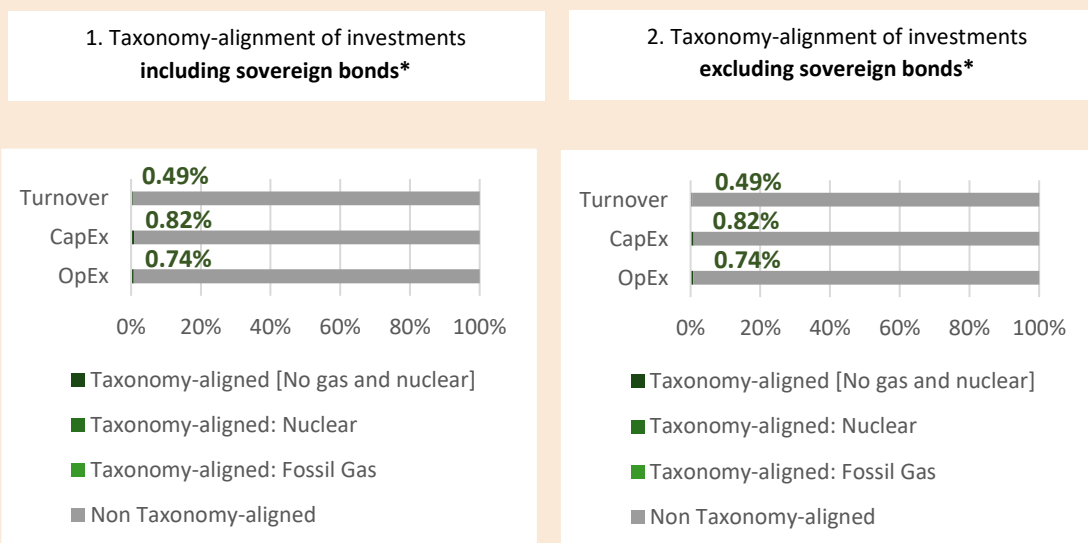 1. Taxonomy-alignment of investments
including sovereign bonds*
2. Taxonomy-alignment of investments
excluding sovereign bonds*
0.49%
Turnover
0.82%
CapEx
0.74%
OpEx
0% 20% 40% 60% 80% 100%
Taxonomy-aligned [No gas and nuclear]
Taxonomy-aligned: Nuclear
Taxonomy-aligned: Fossil Gas
Non Taxonomy-aligned
0.49%
Turnover
0.82%
CapEx
0.74%
OpEx
0% 20% 40% 60% 80% 100%
Taxonomy-aligned [No gas and nuclear]
Taxonomy-aligned: Nuclear
Taxonomy-aligned: Fossil Gas
Non Taxonomy-aligned